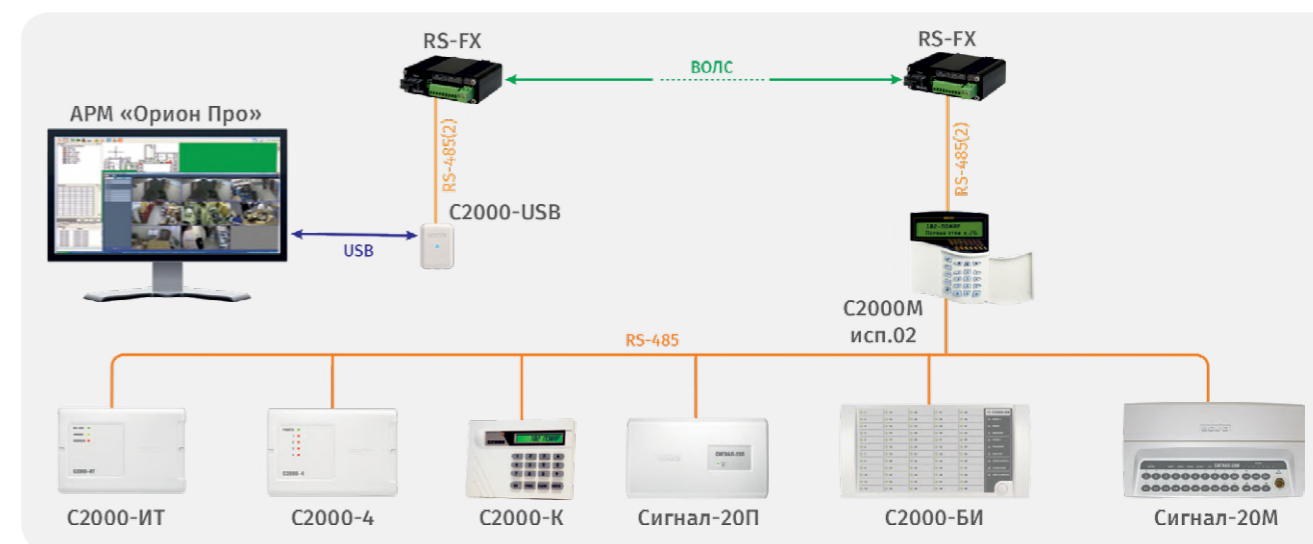 RS-FX
RS-FX
ВОЛС
АРМ «Орион Про»
RS-485(2)
RS-485(2)
С2000-USB
USB
С2000М
исп.02
RS-485
С2000-ИТ
С2000-4
С2000-К
Сигнал-20П
С2000-БИ
Сигнал-20М